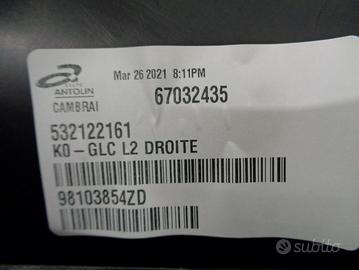 ANTOLIN
CAMBRAI
Mar 26 2021 8:11PM
67032435
532122161
K0-GLC L2 DROITE
98103854ZD
subito